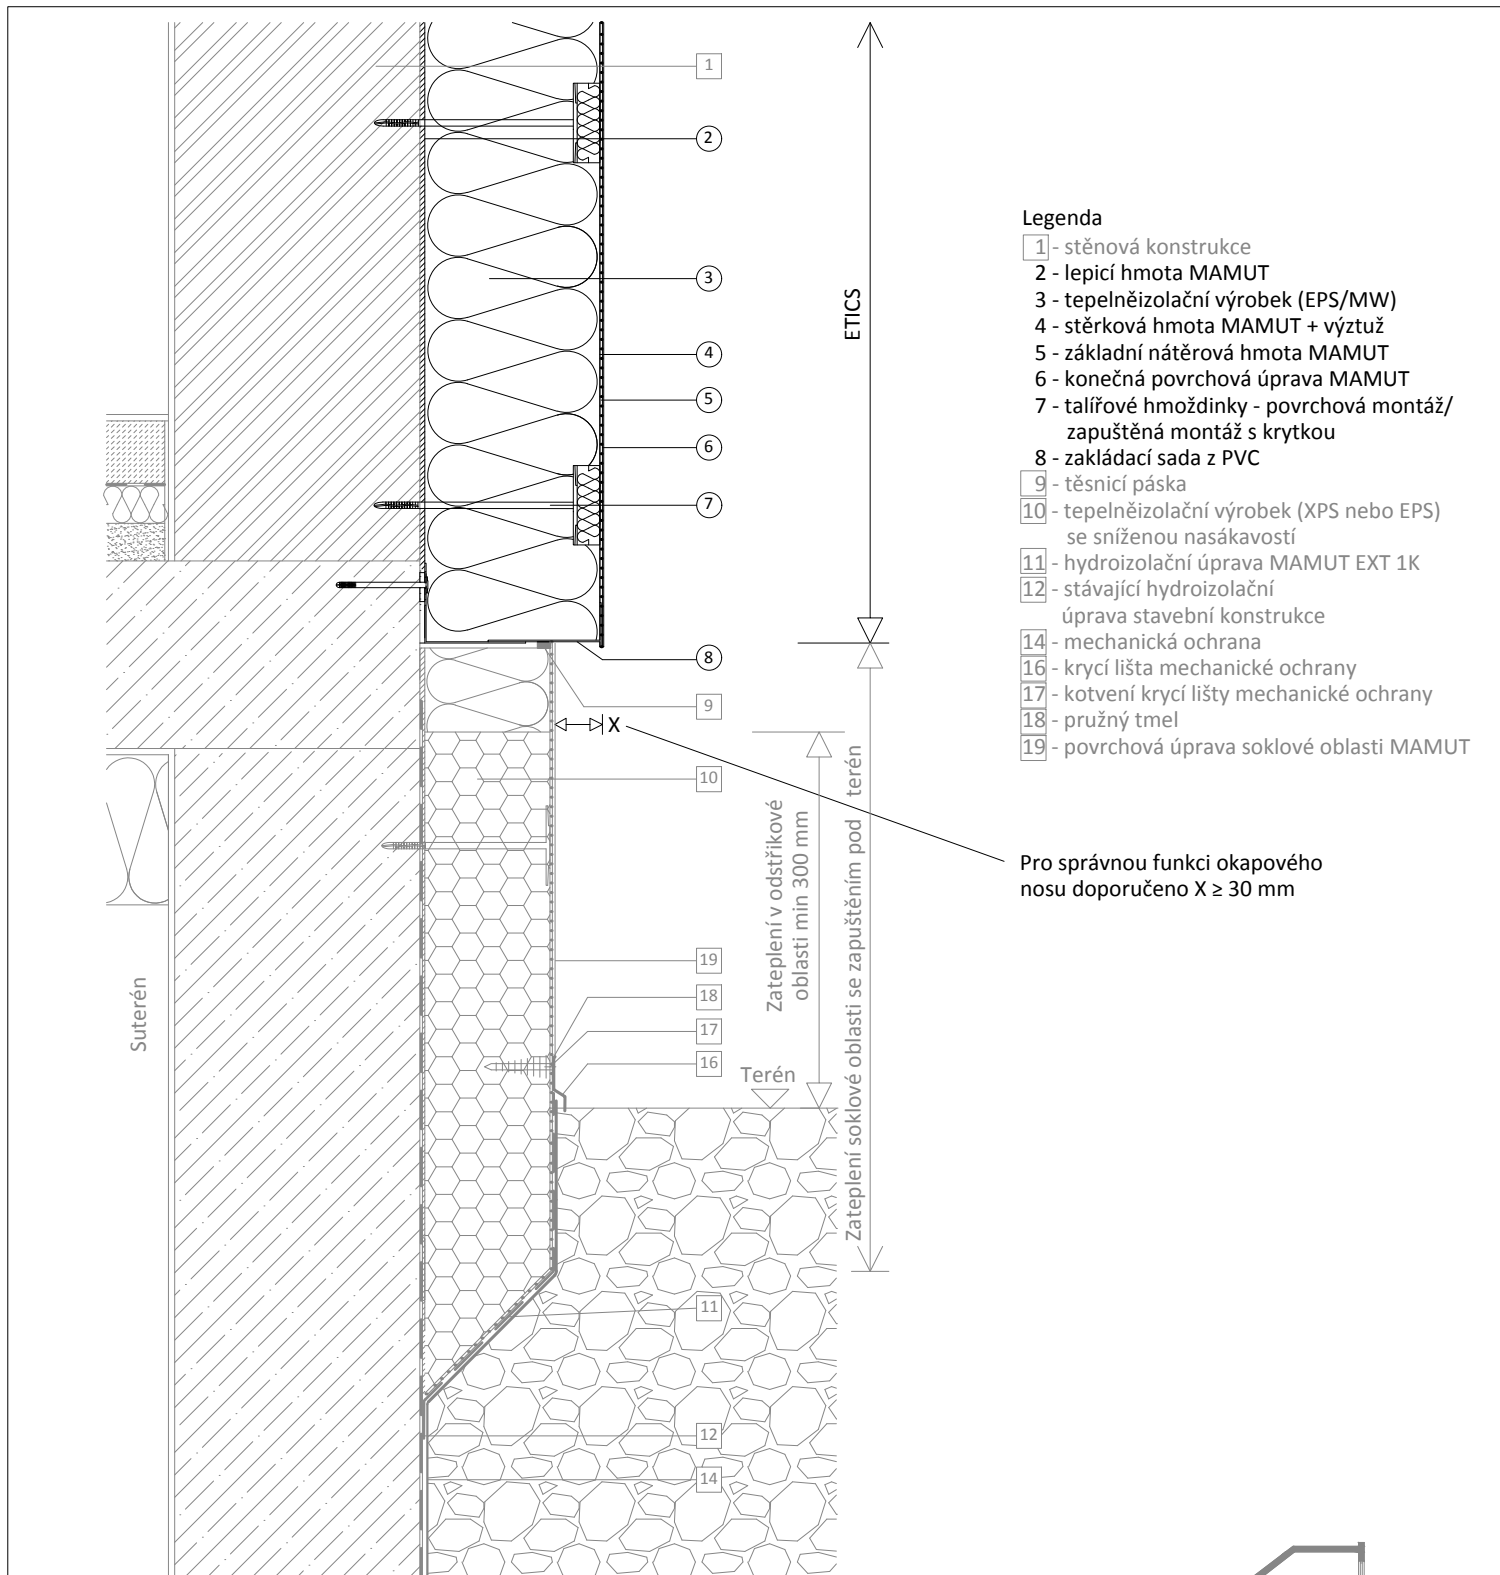 1
2
3
4
5
6
7
8
9
X
10
19
18
17
16
11
12
14
ETICS
Suterén
Terén
Zateplení v odstřikové
oblasti min 300 mm
Zateplení soklové oblasti se zapuštěním pod terén
Legenda
1 - stěnová konstrukce
2 - lepicí hmota MAMUT
3 - tepelněizolační výrobek (EPS/MW)
4 - stěrková hmota MAMUT + výztuž
5 - základní nátěrová hmota MAMUT
6 - konečná povrchová úprava MAMUT
7 - talířové hmoždinky - povrchová montáž/
zapuštěná montáž s krytkou
8 - zakládací sada z PVC
9 - těsnicí páska
10 - tepelněizolační výrobek (XPS nebo EPS)
se sníženou nasákavostí
11 - hydroizolační úprava MAMUT EXT 1K
12 - stávající hydroizolační
úprava stavební konstrukce
14 - mechanická ochrana
16 - krycí lišta mechanické ochrany
17 - kotvení krycí lišty mechanické ochrany
18 - pružný tmel
19 - povrchová úprava soklové oblasti MAMUT
Pro správnou funkci okapového
nosu doporučeno X ≥ 30 mm